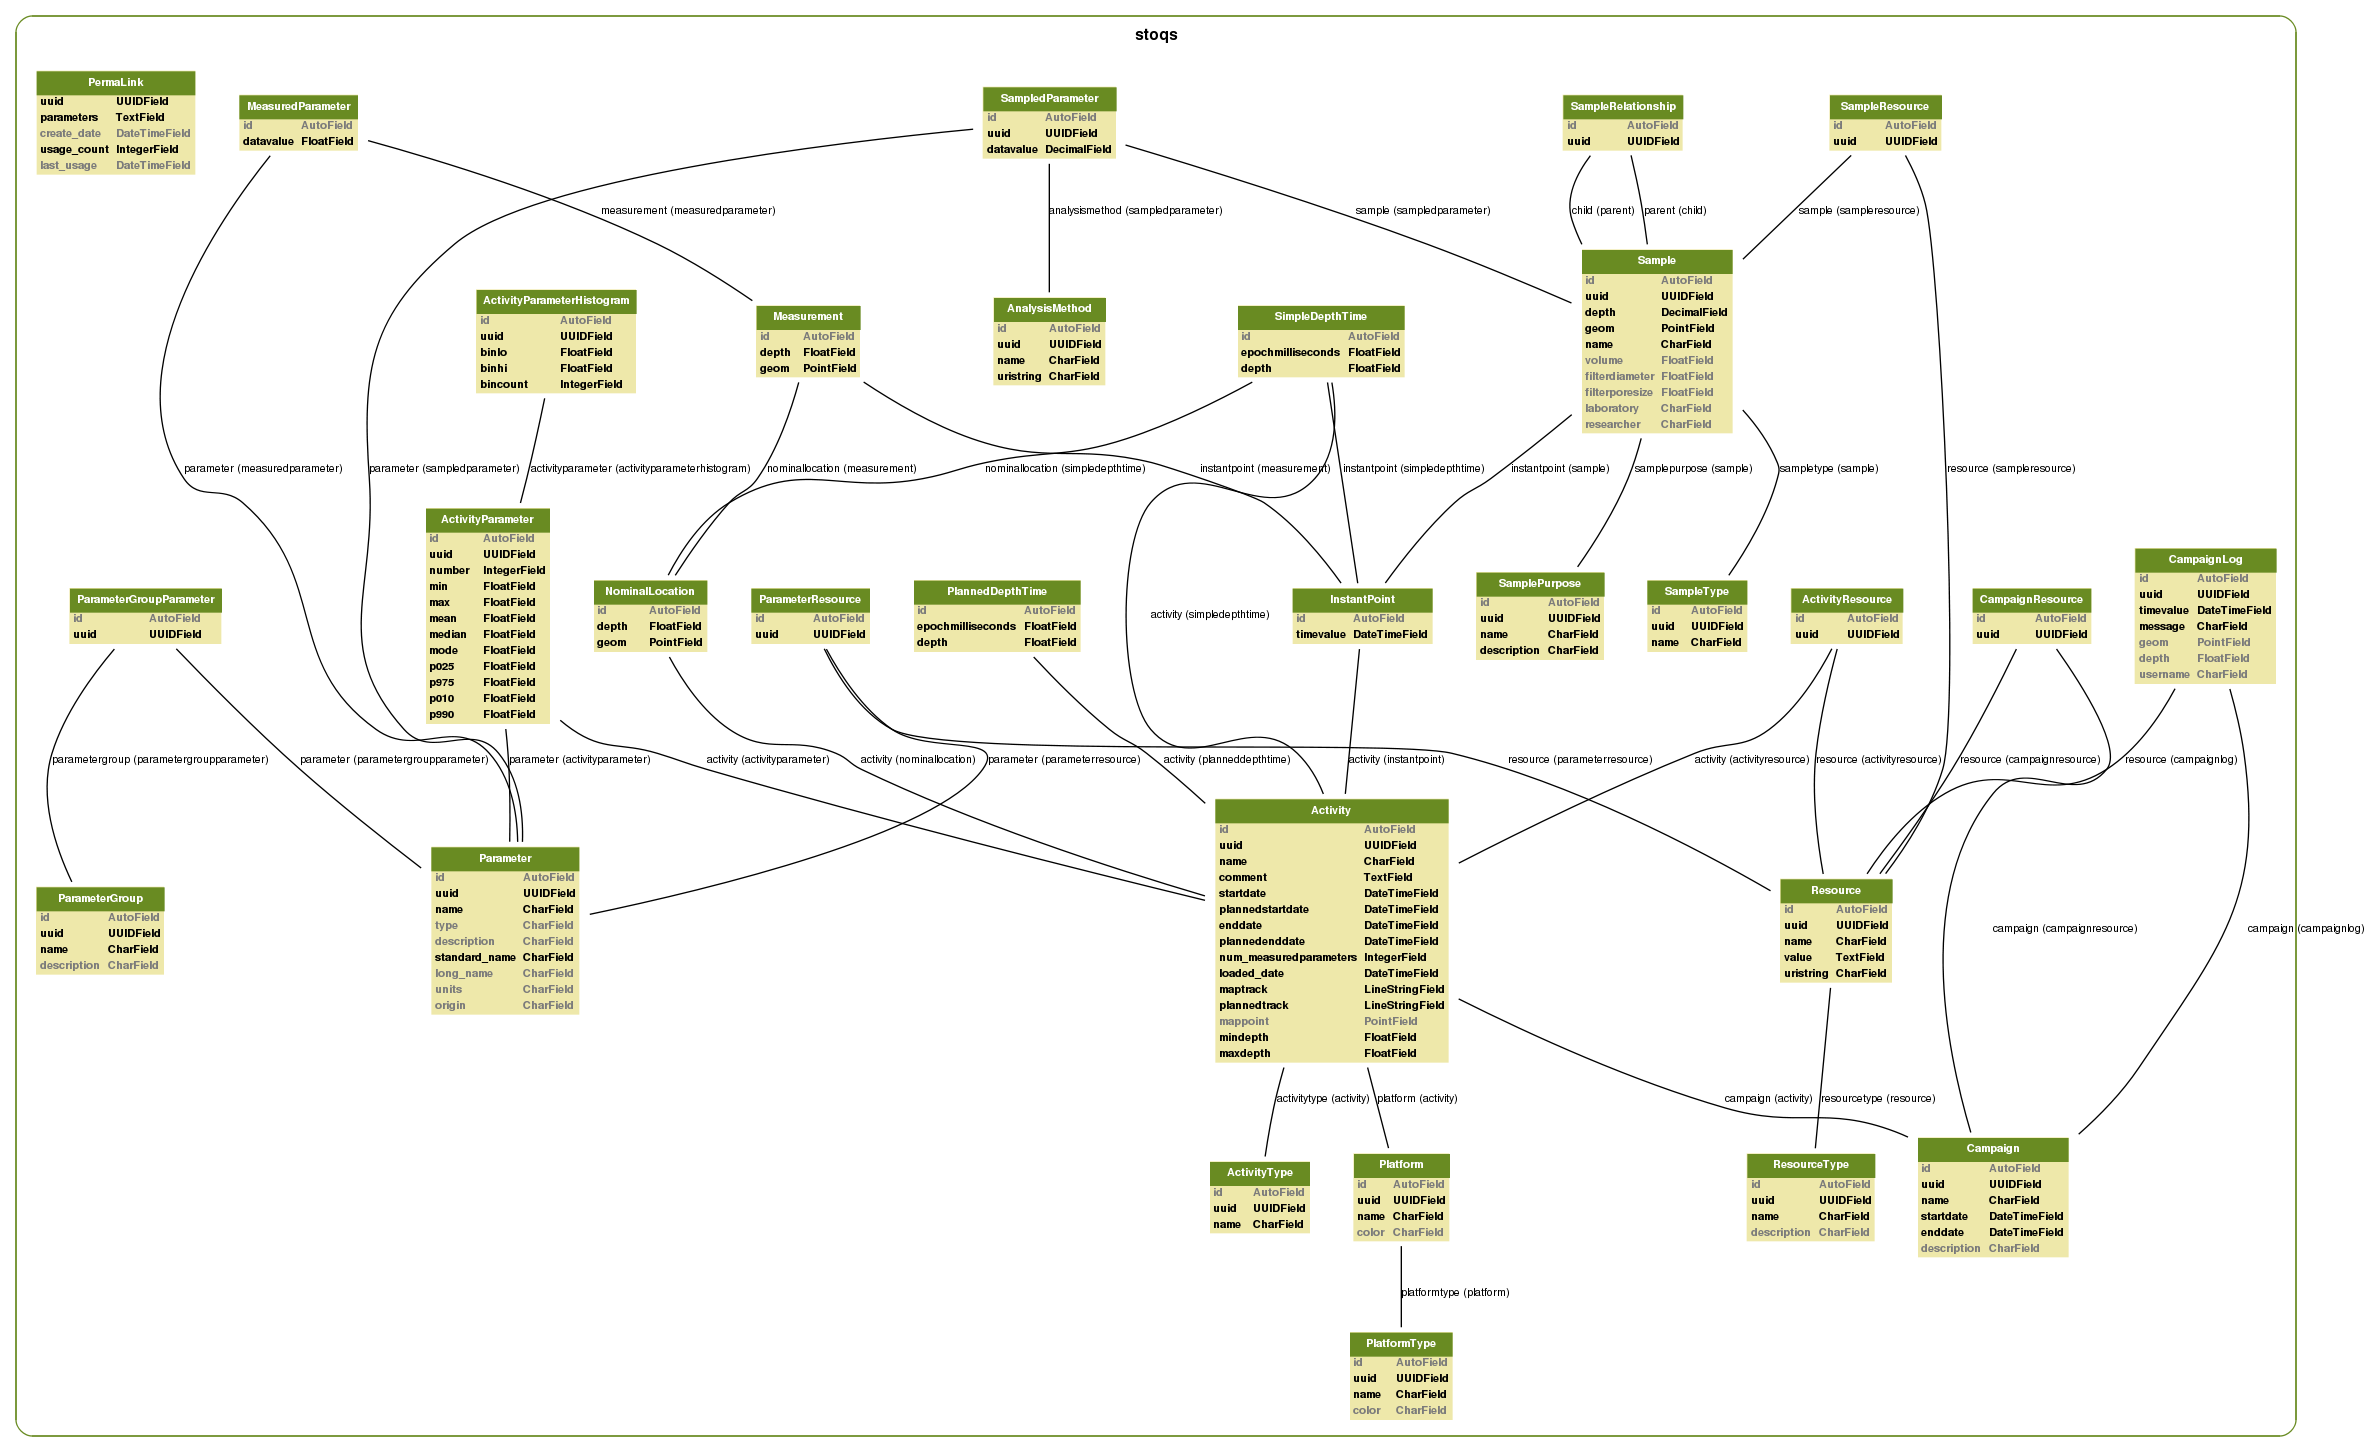 stoqs
PermaLink
uuid UUIDField
parameters TextField
create_date DateTimeField
usage_count IntegerField
last_usage DateTimeField
MeasuredParameter
id AutoField
datavalue FloatField
SampledParameter
id AutoField
uuid UUIDField
datavalue DecimalField
SampleRelationship
id AutoField
uuid UUIDField
SampleResource
id AutoField
uuid UUIDField
measurement (measuredparameter)
analysismethod (sampledparameter)
sample (sampledparameter)
child (parent)
parent (child)
sample (sampleresource)
ActivityParameterHistogram
id AutoField
uuid UUIDField
binlo FloatField
binhi FloatField
bincount IntegerField
Measurement
id AutoField
depth FloatField
geom PointField
AnalysisMethod
id AutoField
uuid UUIDField
name CharField
uristring CharField
SimpleDepthTime
id AutoField
epochmilliseconds FloatField
depth FloatField
Sample
id AutoField
uuid UUIDField
depth DecimalField
geom PointField
name CharField
volume FloatField
filterdiameter FloatField
filterporesize FloatField
laboratory CharField
researcher CharField
parameter (measuredparameter)
parameter (sampledparameter)
activityparameter (activityparameterhistogram)
nominallocation (measurement)
nominallocation (simpledepthtime)
instantpoint (measurement)
instantpoint (simpledepthtime)
instantpoint (sample)
samplepurpose (sample)
sampletype (sample)
resource (sampleresource)
ParameterGroupParameter
id AutoField
uuid UUIDField
ActivityParameter
id AutoField
uuid UUIDField
number IntegerField
min FloatField
max FloatField
mean FloatField
median FloatField
mode FloatField
p025 FloatField
p975 FloatField
p010 FloatField
p990 FloatField
NominalLocation
id AutoField
depth FloatField
geom PointField
ParameterResource
id AutoField
uuid UUIDField
PlannedDepthTime
id AutoField
epochmilliseconds FloatField
depth FloatField
activity (simpledepthtime)
InstantPoint
id AutoField
timevalue DateTimeField
SamplePurpose
id AutoField
uuid UUIDField
name CharField
description CharField
SampleType
id AutoField
uuid UUIDField
name CharField
ActivityResource
id AutoField
uuid UUIDField
CampaignResource
id AutoField
uuid UUIDField
CampaignLog
id AutoField
uuid UUIDField
timevalue DateTimeField
message CharField
geom PointField
depth FloatField
username CharField
parametergroup (parametergroupparameter)
parameter (parametergroupparameter)
parameter (activityparameter)
activity (activityparameter)
activity (nominallocation)
parameter (parameterresource)
activity (planneddepthtime)
activity (instantpoint)
resource (parameterresource)
activity (activityresource)
resource (activityresource)
resource (campaignresource)
resource (campaignlog)
ParameterGroup
id AutoField
uuid UUIDField
name CharField
description CharField
Parameter
id AutoField
uuid UUIDField
name CharField
type CharField
description CharField
standard_name CharField
long_name CharField
units CharField
origin CharField
Activity
id AutoField
uuid UUIDField
name CharField
comment TextField
startdate DateTimeField
plannedstartdate DateTimeField
enddate DateTimeField
plannedenddate DateTimeField
num_measuredparameters IntegerField
loaded_date DateTimeField
maptrack LineStringField
plannedtrack LineStringField
mappoint PointField
mindepth FloatField
maxdepth FloatField
Resource
id AutoField
uuid UUIDField
name CharField
value TextField
uristring CharField
campaign (campaignresource)
campaign (campaignlog)
activitytype (activity)
platform (activity)
campaign (activity)
resourcetype (resource)
ActivityType
id AutoField
uuid UUIDField
name CharField
Platform
id AutoField
uuid UUIDField
name CharField
color CharField
ResourceType
id AutoField
uuid UUIDField
name CharField
description CharField
Campaign
id AutoField
uuid UUIDField
name CharField
startdate DateTimeField
enddate DateTimeField
description CharField
platformtype (platform)
PlatformType
id AutoField
uuid UUIDField
name CharField
color CharField